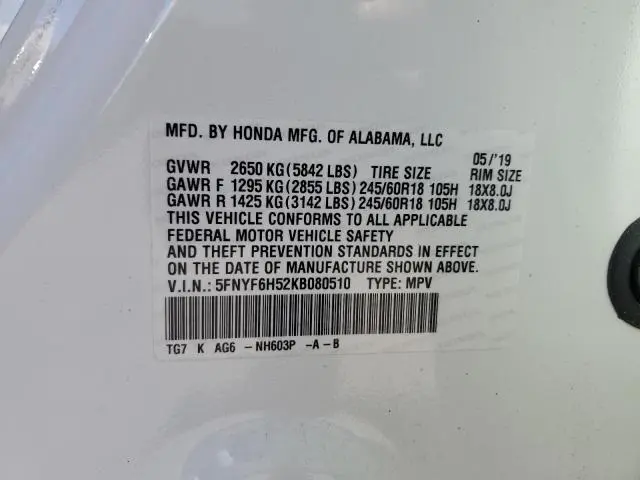 MFD. BY HONDA MFG. OF ALABAMA, LLC
05/'19
GVWR 2650 KG(5842 LBS) TIRE SIZE RIM SIZE
GAWR F 1295 KG(2855 LBS)245/60R18 105H 18X8.0J
GAWR R 1425 KG(3142 LBS)245/60R18 105H 18X8.0J
THIS VEHICLE CONFORMS TO ALL APPLICABLE
FEDERAL MOTOR VEHICLE SAFETY
AND THEFT PREVENTION STANDARDS IN EFFECT
ON THE DATE OF MANUFACTURE SHOWN ABOVE.
V.I.N.: 5FNYF6H52KB080510 TYPE: MPV
TG7 K AG6 -NH603P -A-B